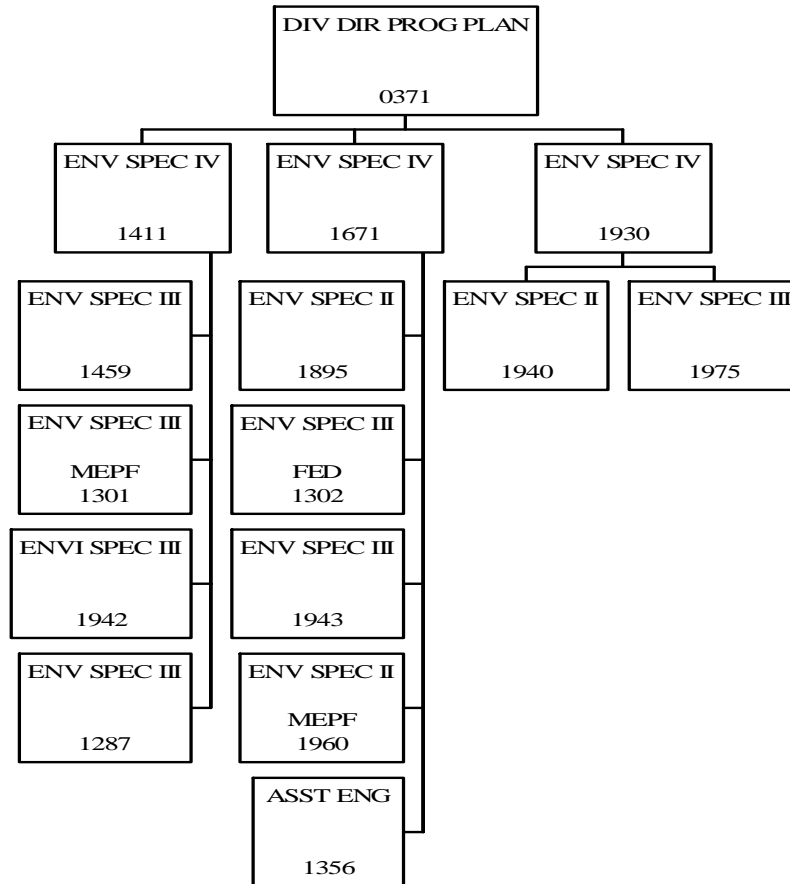 DIV DIR PROG PLAN
0371
ENV SPEC IV
1411
ENV SPEC IV
1671
ENV SPEC IV
1930
ENV SPEC III
1459
ENV SPEC III
MEPF
1301
ENVI SPEC III
1942
ENV SPEC III
1287
ENV SPEC II
1895
ENV SPEC III
FED
1302
ENV SPEC III
1943
ENV SPEC II
MEPF
1960
ASST ENG
1356
ENV SPEC II
1940
ENV SPEC III
1975